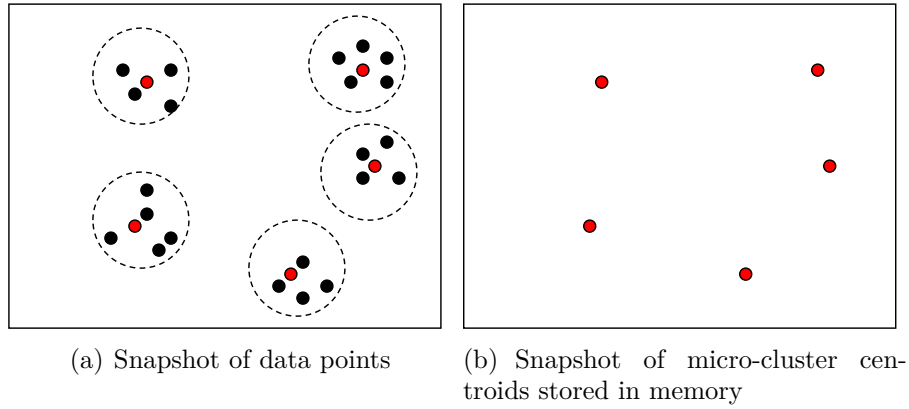 (a) Snapshot of data points
(b) Snapshot of micro-cluster cen-
troids stored in memory